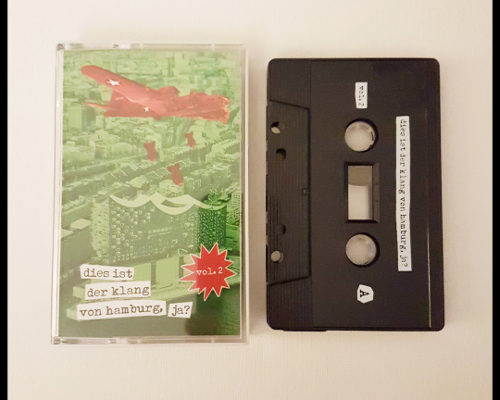 dies ist
der klang
von hamburg, ja?
vol. 2
vol. 2
dies ist der klang von hamburg, ja?
A